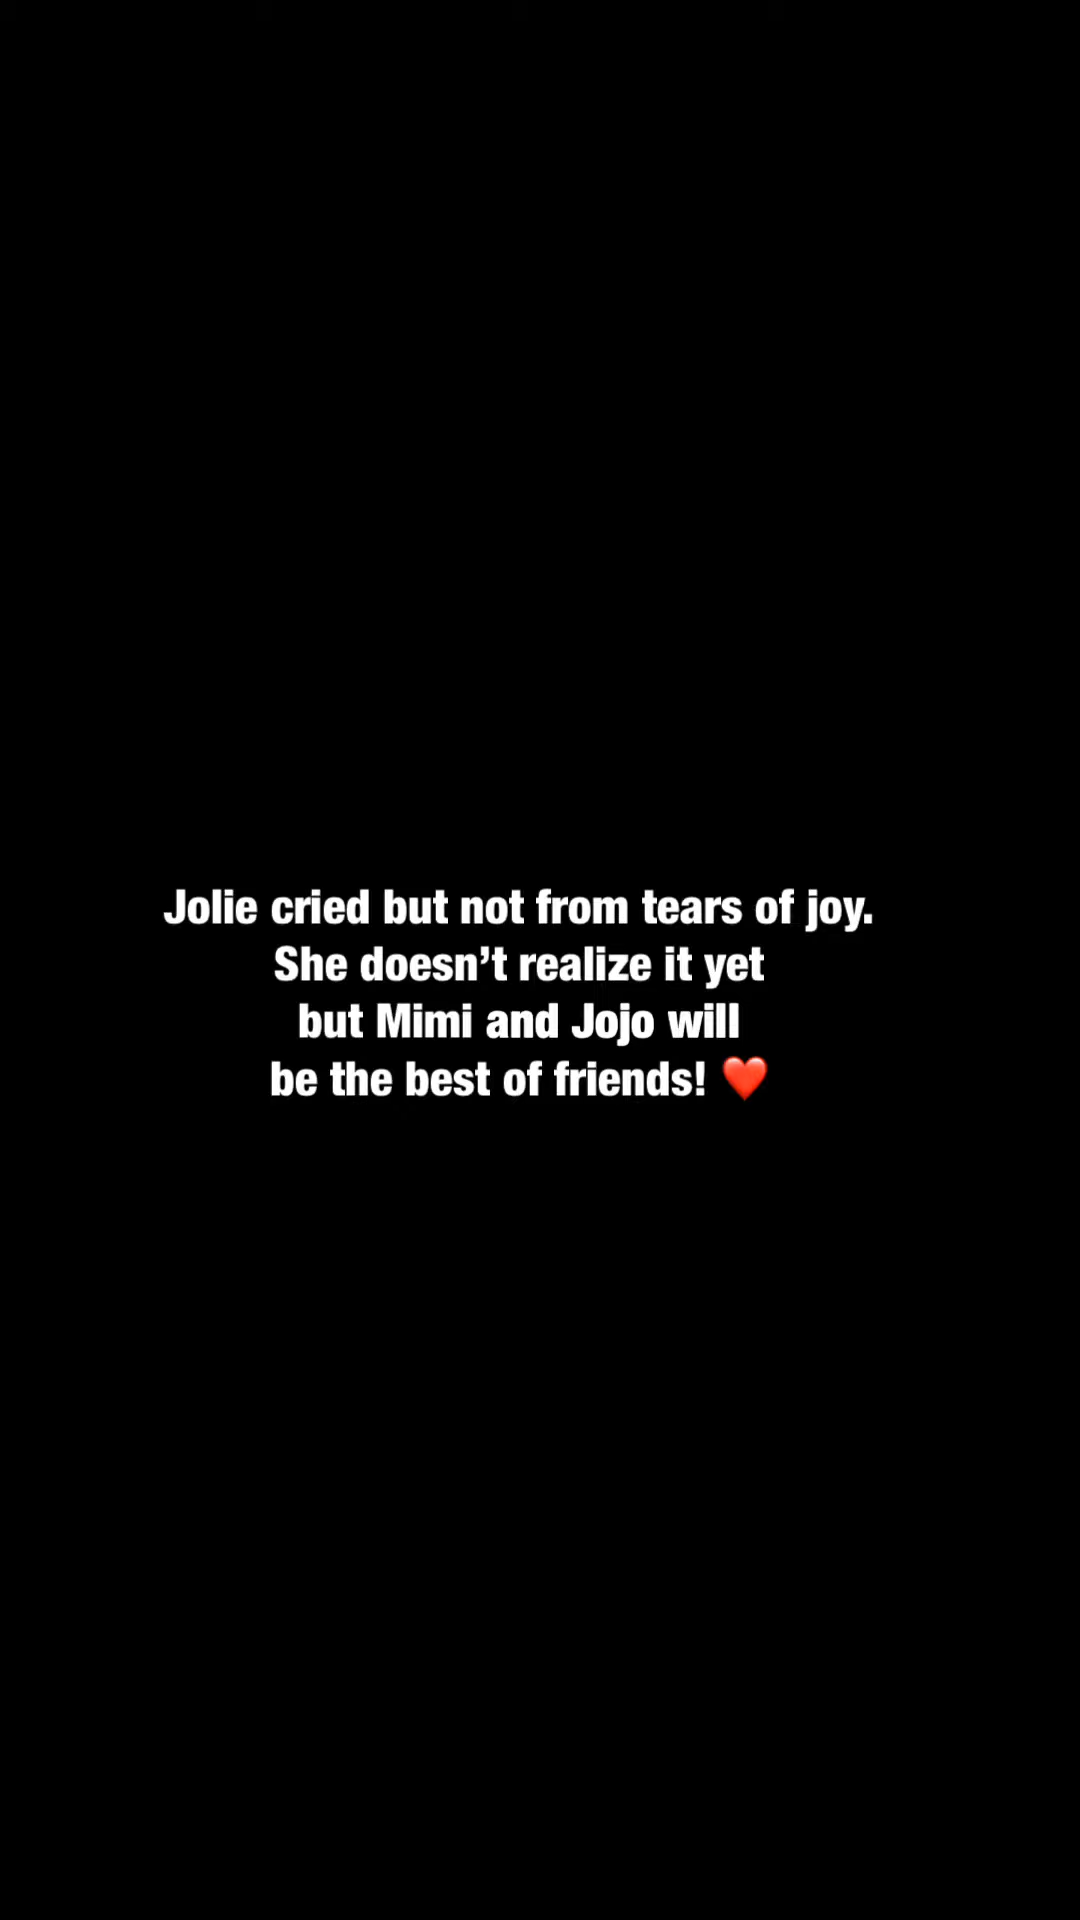 Jolie cried but not from tears of joy.
She doesn’t realize it yet
but Mimi and Jojo will
be the best of friends! ❤️